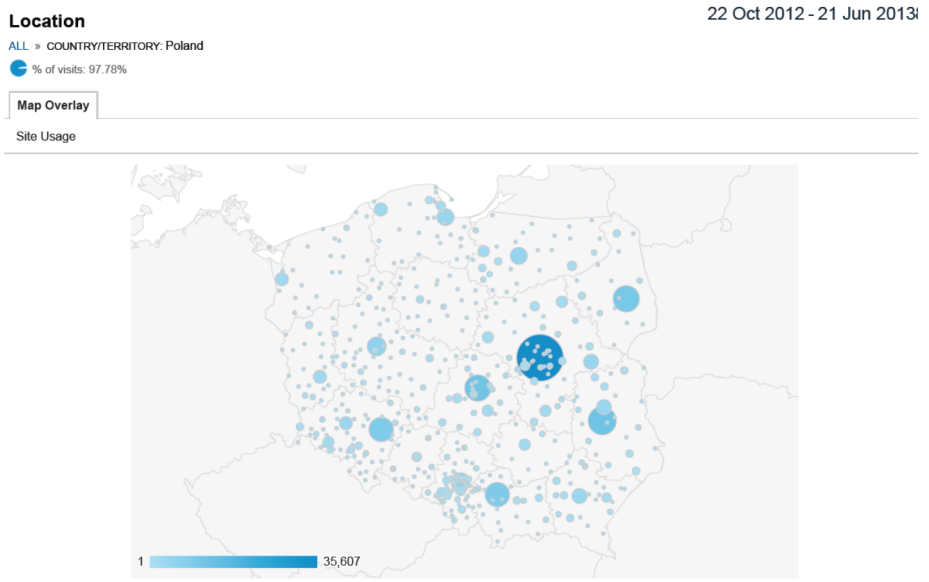 Location
22 Oct 2012 - 21 Jun 2013
ALL » COUNTRY/TERRITORY: Poland
% of visits: 97.78%
Map Overlay
Site Usage
1
35,607